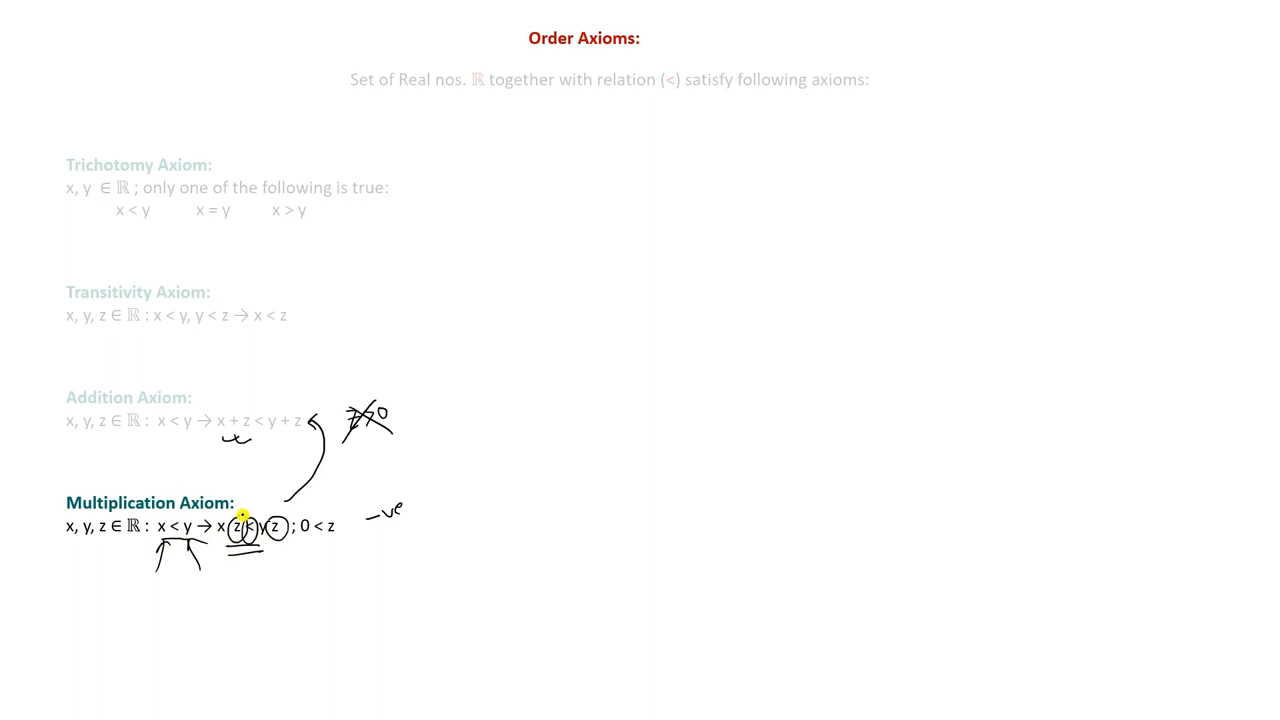 Order Axioms:
Set of Real nos. ℝ together with relation (<) satisfy following axioms:
Trichotomy Axiom:
x, y ∈ ℝ ; only one of the following is true:
x < y x = y x > y
Transitivity Axiom:
x, y, z ∈ ℝ : x < y, y < z → x < z
Addition Axiom:
x, y, z ∈ ℝ : x < y → x + z < y + z
z>0
Multiplication Axiom:
x, y, z ∈ ℝ : x < y → x z < y z ; 0 < z
-ve